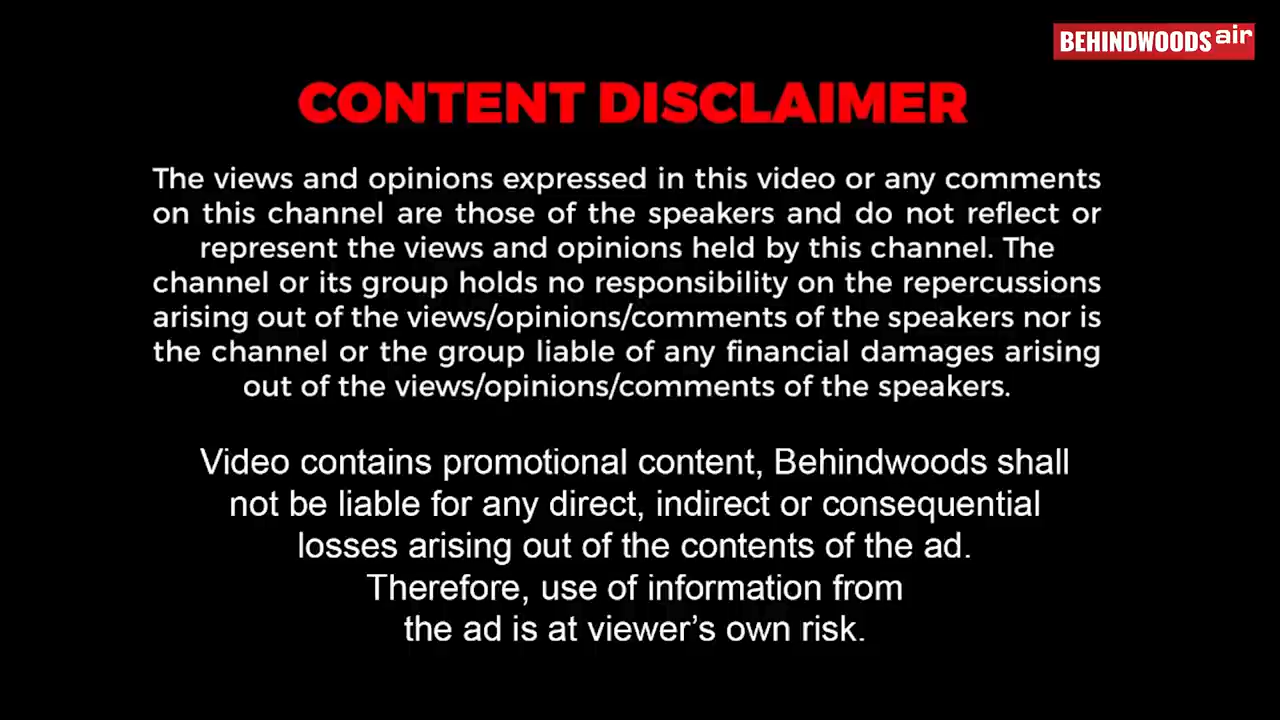 BEHINDWOODS air
CONTENT DISCLAIMER
The views and opinions expressed in this video or any comments
on this channel are those of the speakers and do not reflect or
represent the views and opinions held by this channel. The
channel or its group holds no responsibility on the repercussions
arising out of the views/opinions/comments of the speakers nor is
the channel or the group liable of any financial damages arising
out of the views/opinions/comments of the speakers.
Video contains promotional content, Behindwoods shall
not be liable for any direct, indirect or consequential
losses arising out of the contents of the ad.
Therefore, use of information from
the ad is at viewer’s own risk.